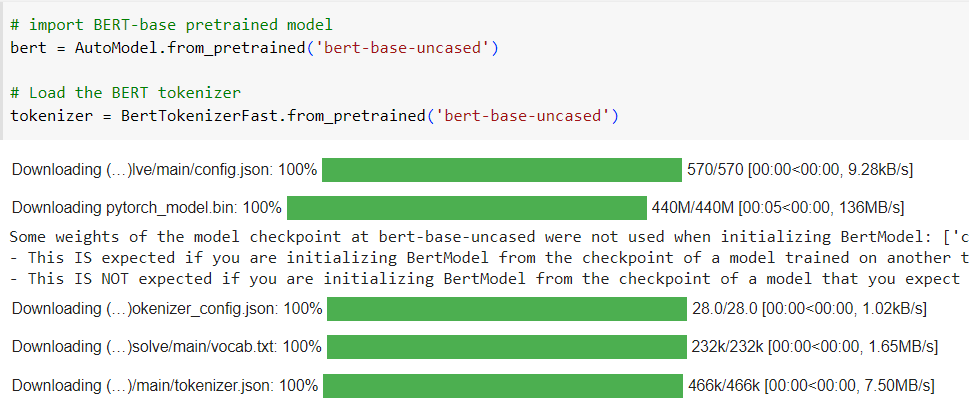 # import BERT-base pretrained model
bert = AutoModel.from_pretrained('bert-base-uncased')
# Load the BERT tokenizer
tokenizer = BertTokenizerFast.from_pretrained('bert-base-uncased')
Downloading (…)lve/main/config.json: 100% 570/570 [00:00<00:00, 9.28kB/s]
Downloading pytorch_model.bin: 100% 440M/440M [00:05<00:00, 136MB/s]
Some weights of the model checkpoint at bert-base-uncased were not used when initializing BertModel: ['c
- This IS expected if you are initializing BertModel from the checkpoint of a model trained on another t
- This IS NOT expected if you are initializing BertModel from the checkpoint of a model that you expect
Downloading (…)okenizer_config.json: 100% 28.0/28.0 [00:00<00:00, 1.02kB/s]
Downloading (…)solve/main/vocab.txt: 100% 232k/232k [00:00<00:00, 1.65MB/s]
Downloading (…)/main/tokenizer.json: 100% 466k/466k [00:00<00:00, 7.50MB/s]